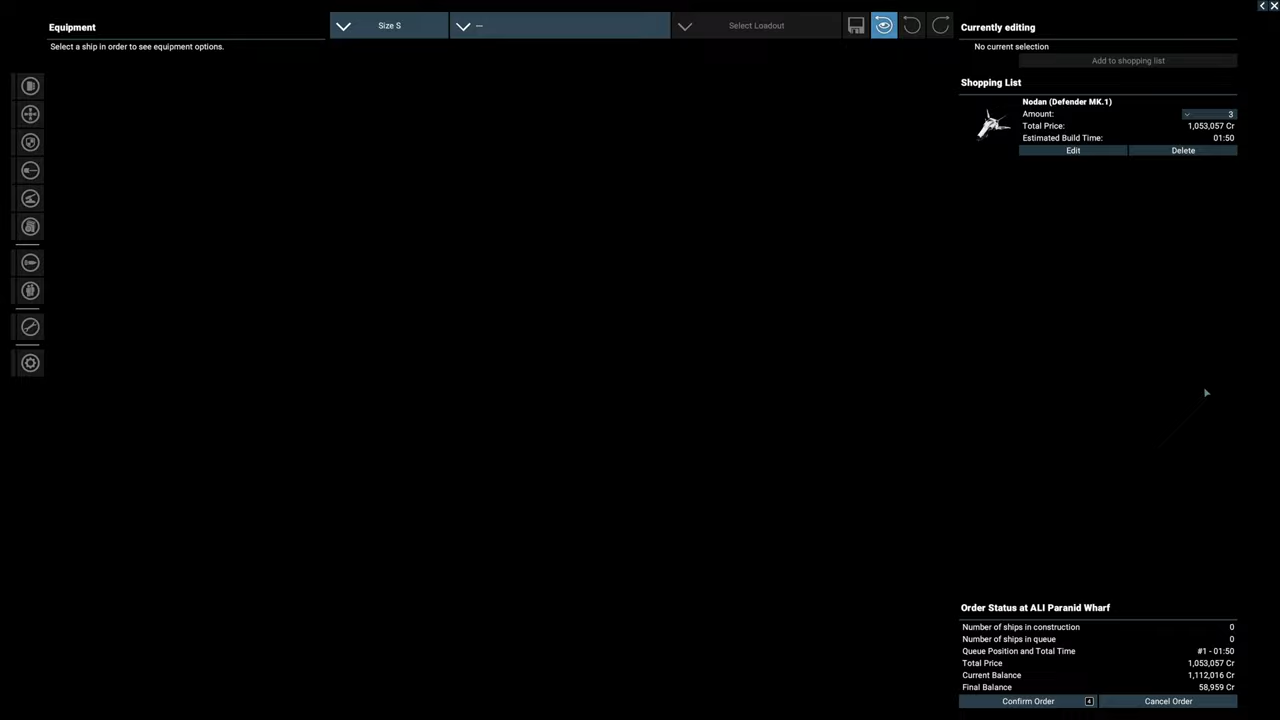 Equipment
Select a ship in order to see equipment options.
Size S
—
Select Loadout
Currently editing
No current selection
Add to shopping list
Shopping List
Nodan (Defender MK.1)
Amount: 3
Total Price: 1,053,057 Cr
Estimated Build Time: 01:50
Edit Delete
Order Status at ALI Paranid Wharf
Number of ships in construction 0
Number of ships in queue 0
Queue Position and Total Time #1 - 01:50
Total Price 1,053,057 Cr
Current Balance 1,112,016 Cr
Final Balance 58,959 Cr
Confirm Order 4 Cancel Order